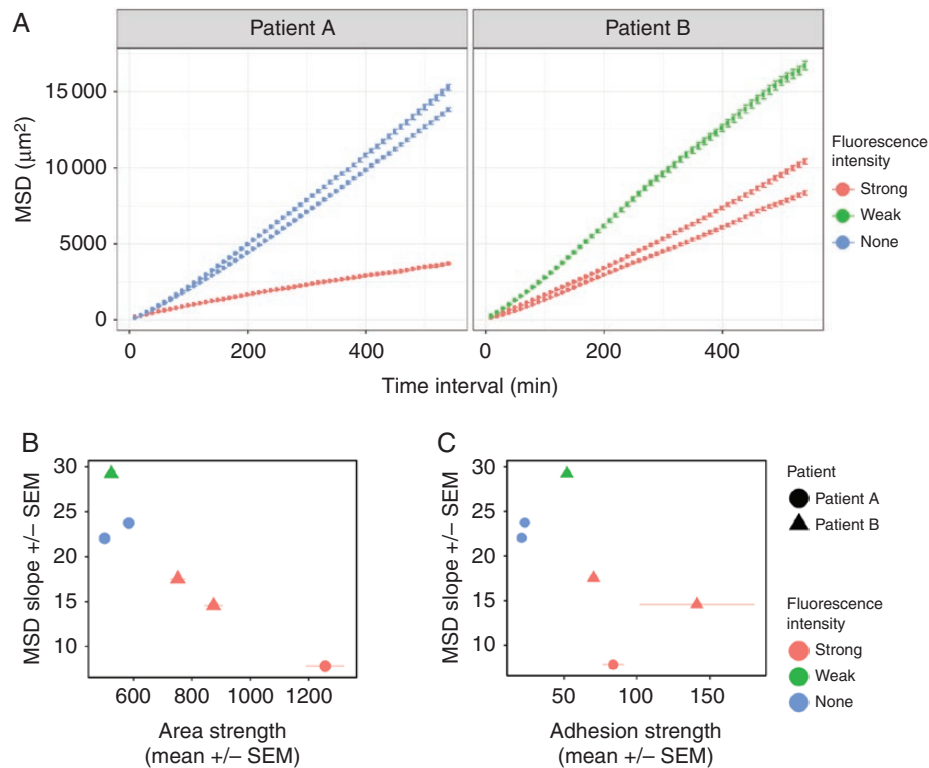 A
Patient A
Patient B
MSD (μm²)
15 000
10 000
5000
0
0
200
400
0
200
400
Time interval (min)
Fluorescence
intensity
Strong
Weak
None
B
MSD slope +/− SEM
30
25
20
15
10
600
800
1000
1200
Area strength
(mean +/− SEM)
C
MSD slope +/− SEM
30
25
20
15
10
50
100
150
Adhesion strength
(mean +/− SEM)
Patient
Patient A
Patient B
Fluorescence
intensity
Strong
Weak
None